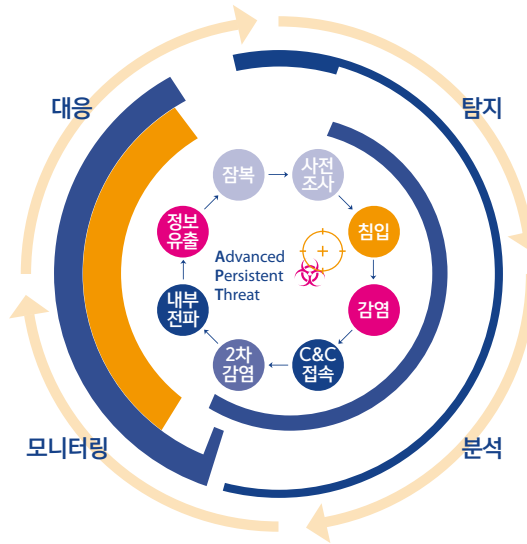 대응
탐지
잠복
사전
조사
정보
유출
침입
Advanced
Persistent
Threat
내부
전파
감염
2차
감염
C&C
접속
모니터링
분석